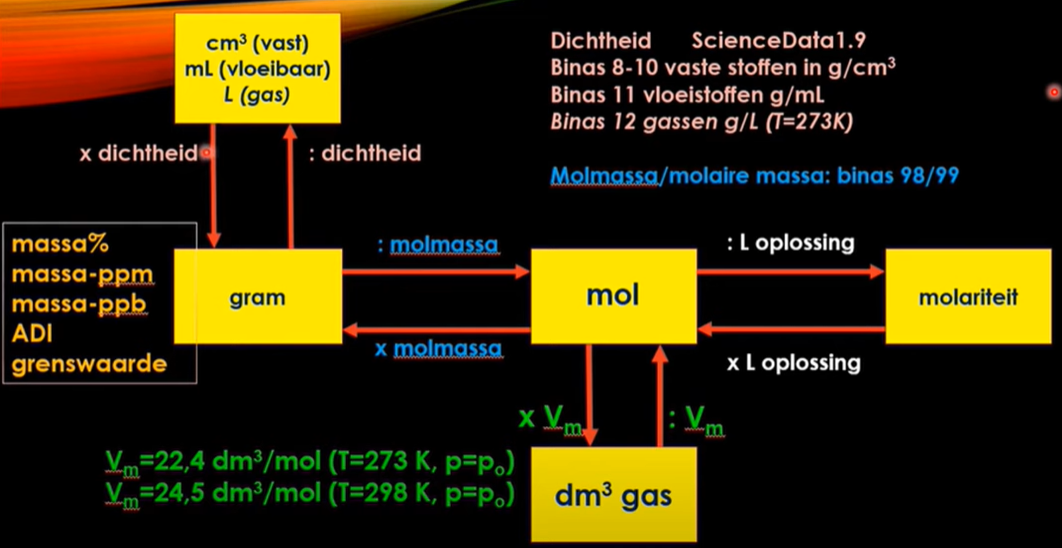 cm³ (vast)
mL (vloeibaar)
L (gas)
Dichtheid ScienceData1.9
Binas 8-10 vaste stoffen in g/cm³
Binas 11 vloeistoffen g/mL
Binas 12 gassen g/L (T=273K)
x dichtheid
: dichtheid
Molmassa/molaire massa: binas 98/99
massa%
massa-ppm
massa-ppb
ADI
grenswaarde
gram
: molmassa
x molmassa
mol
: L oplossing
x L oplossing
molariteit
x Vₘ
: Vₘ
Vₘ=22,4 dm³/mol (T=273 K, p=pₒ)
Vₘ=24,5 dm³/mol (T=298 K, p=pₒ)
dm³ gas